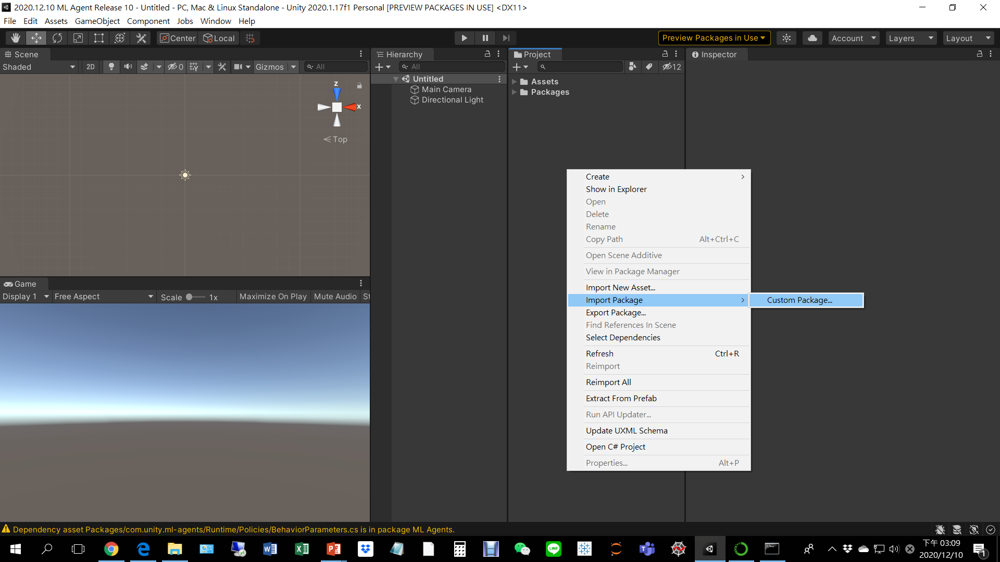 2020.12.10 ML Agent Release 10 - Untitled - PC, Mac & Linux Standalone - Unity 2020.1.17f1 Personal [PREVIEW PACKAGES IN USE] <DX11>
File Edit Assets GameObject Component Jobs Window Help
Center Local Preview Packages in Use Account Layers Layout
Scene
Shaded 2D 0 Gizmos All
z
x
Top
Game
Display 1 Free Aspect Scale 1x Maximize On Play Mute Audio St
Hierarchy
All
Untitled
Main Camera
Directional Light
Project
12
Assets
Packages
Inspector
Create
Show in Explorer
Open
Delete
Rename
Copy Path Alt+Ctrl+C
Open Scene Additive
View in Package Manager
Import New Asset...
Import Package
Custom Package...
Export Package...
Find References In Scene
Select Dependencies
Refresh Ctrl+R
Reimport
Reimport All
Extract From Prefab
Run API Updater...
Update UXML Schema
Open C# Project
Properties... Alt+P
Dependency asset Packages/com.unity.ml-agents/Runtime/Policies/BehaviorParameters.cs is in package ML Agents.
LINE
下午 03:09
2020/12/10
1